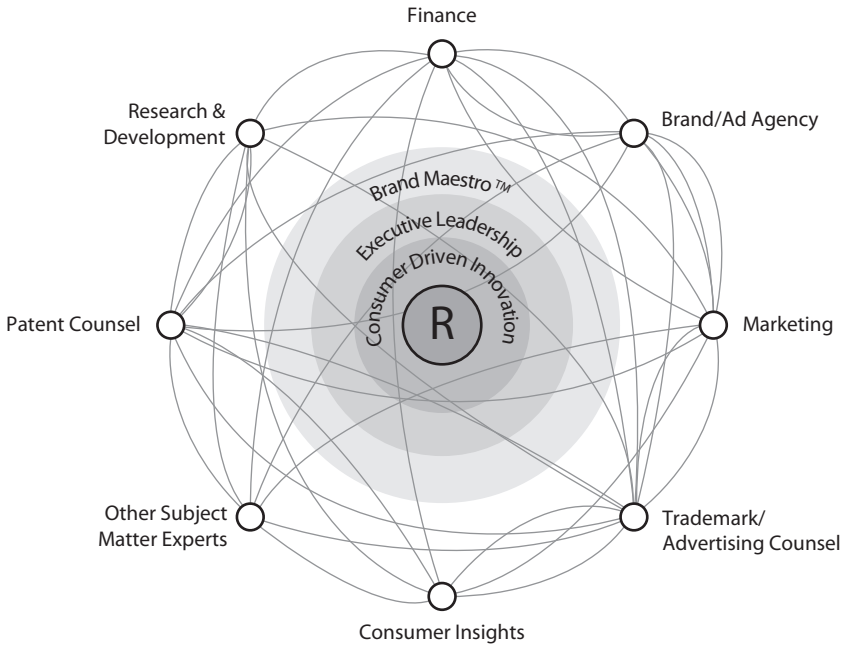 Finance
Research &
Development
Brand/Ad Agency
Brand Maestro™
Executive Leadership
Consumer Driven Innovation
R
Patent Counsel
Marketing
Other Subject
Matter Experts
Trademark/
Advertising Counsel
Consumer Insights